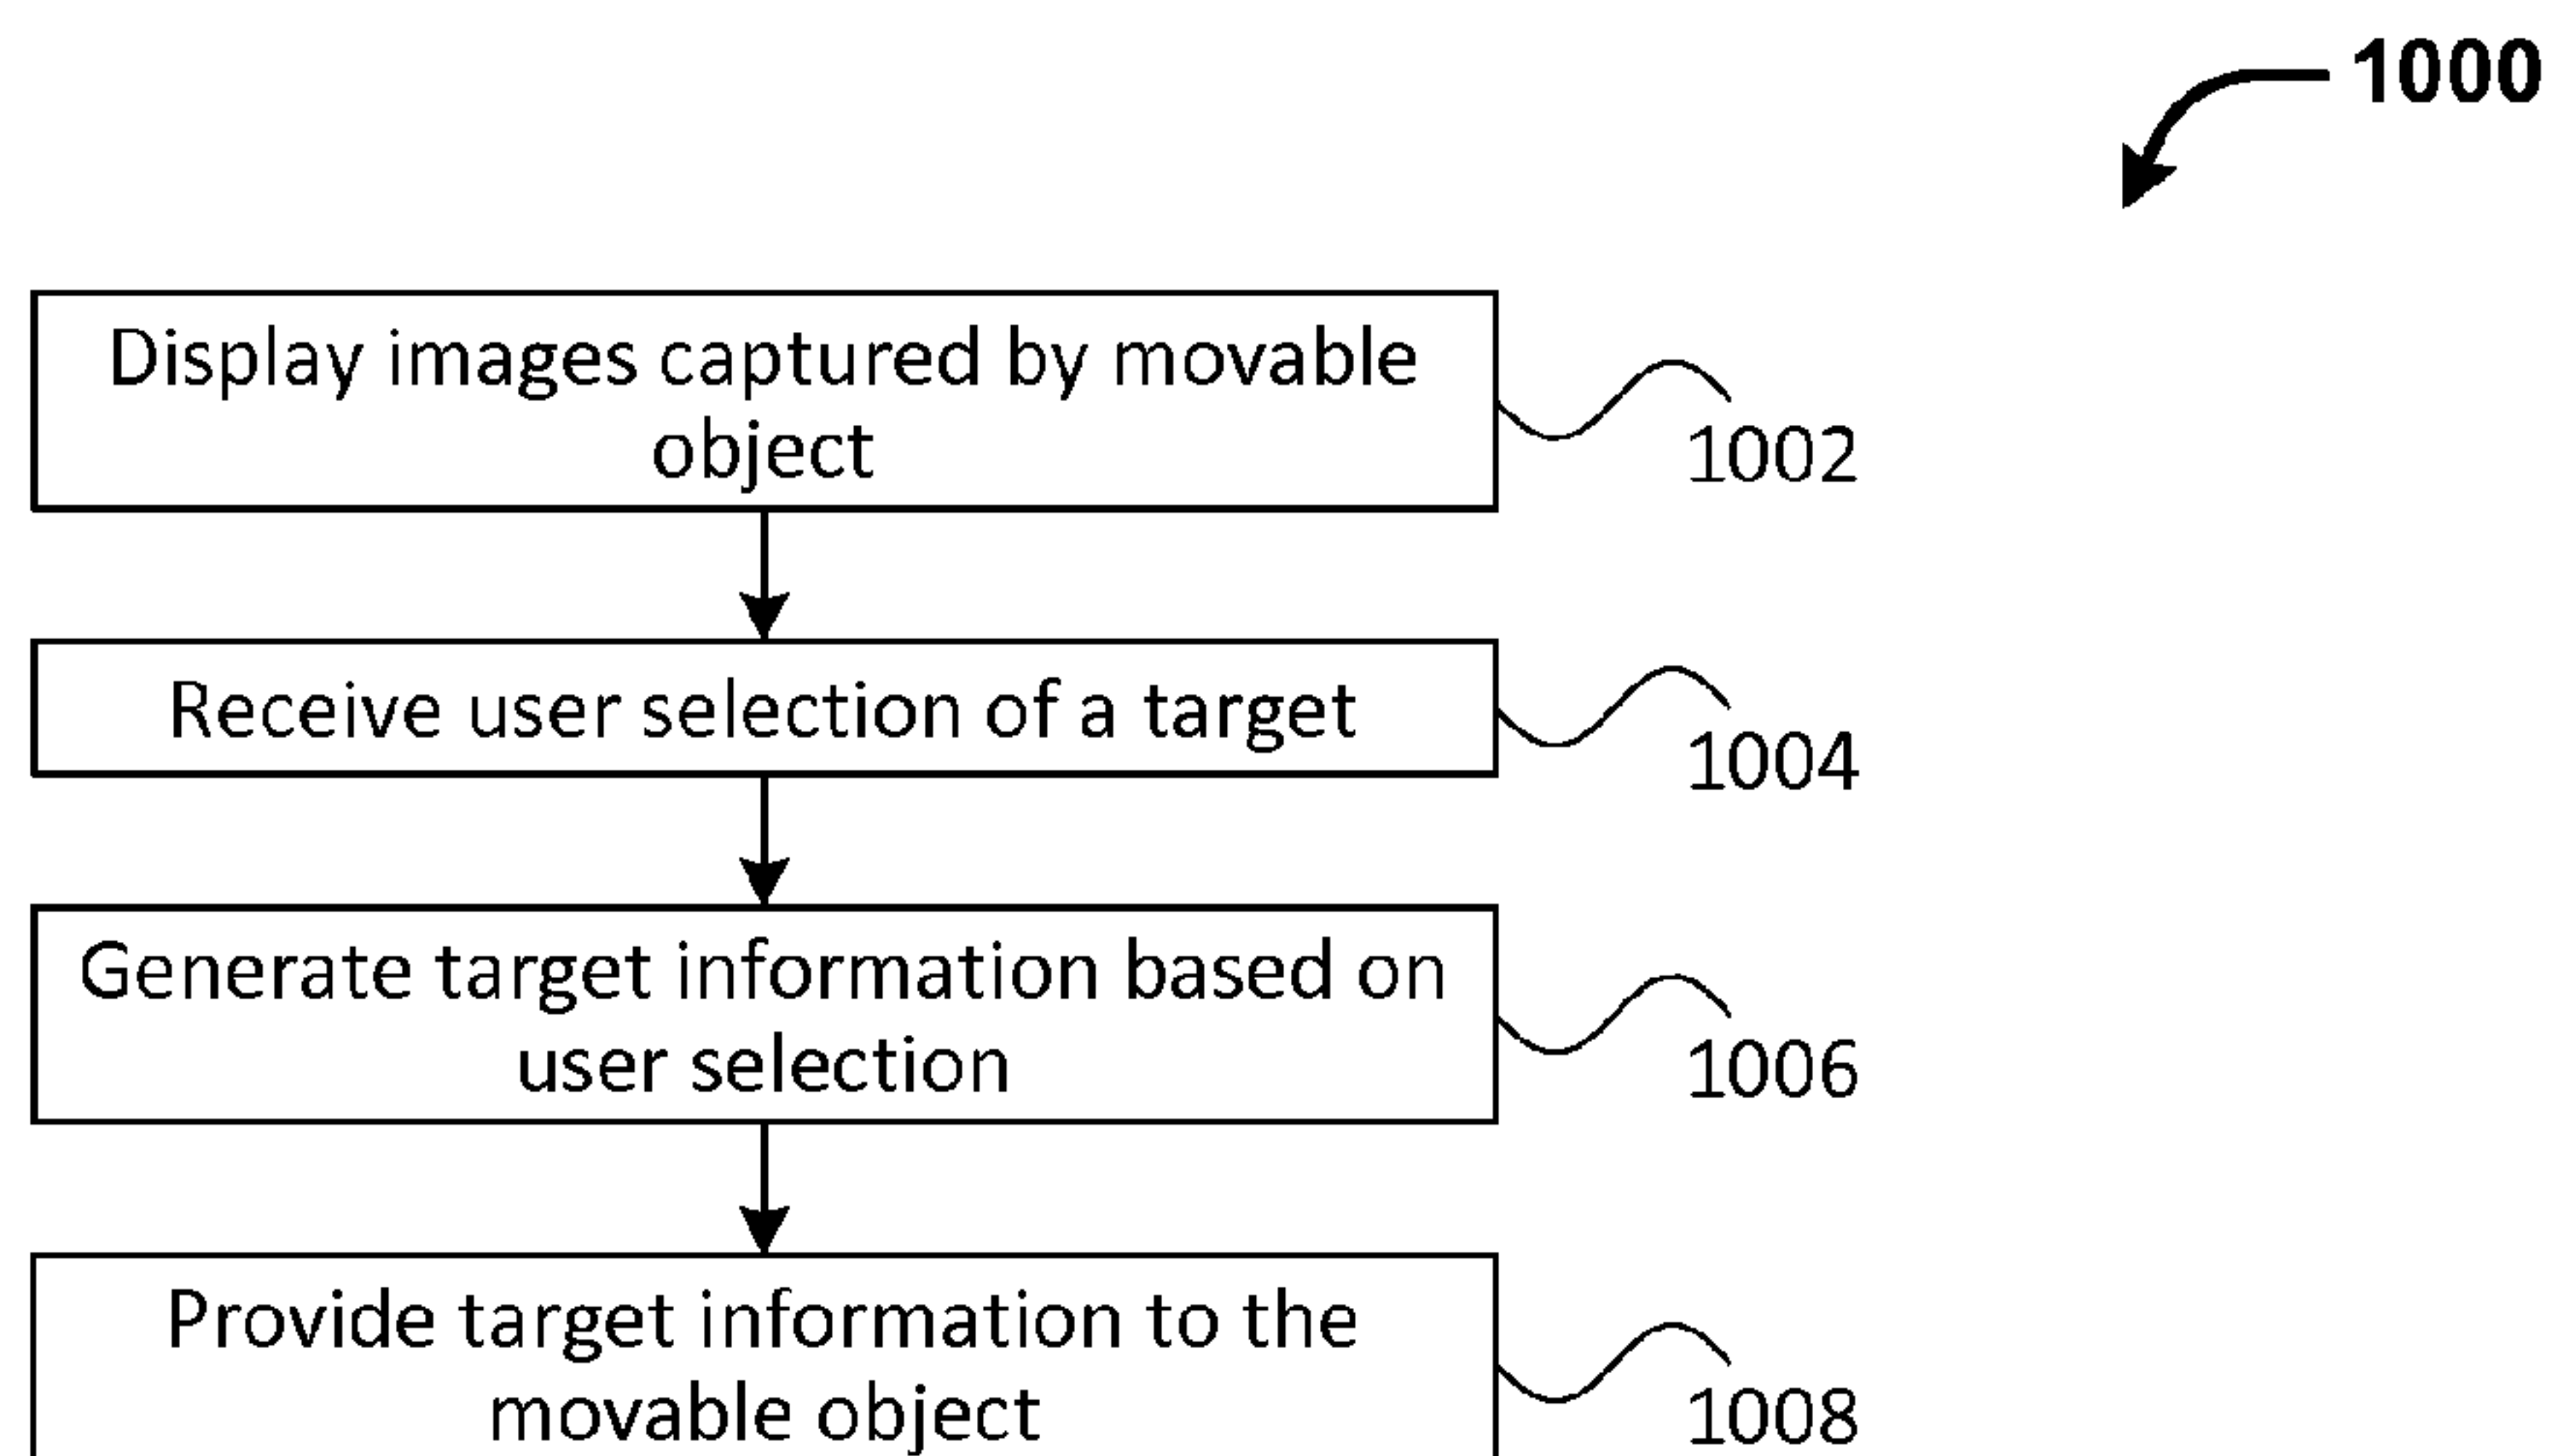 1000
Display images captured by movable
object
1002
Receive user selection of a target
1004
Generate target information based on
user selection
1006
Provide target information to the
movable object
1008